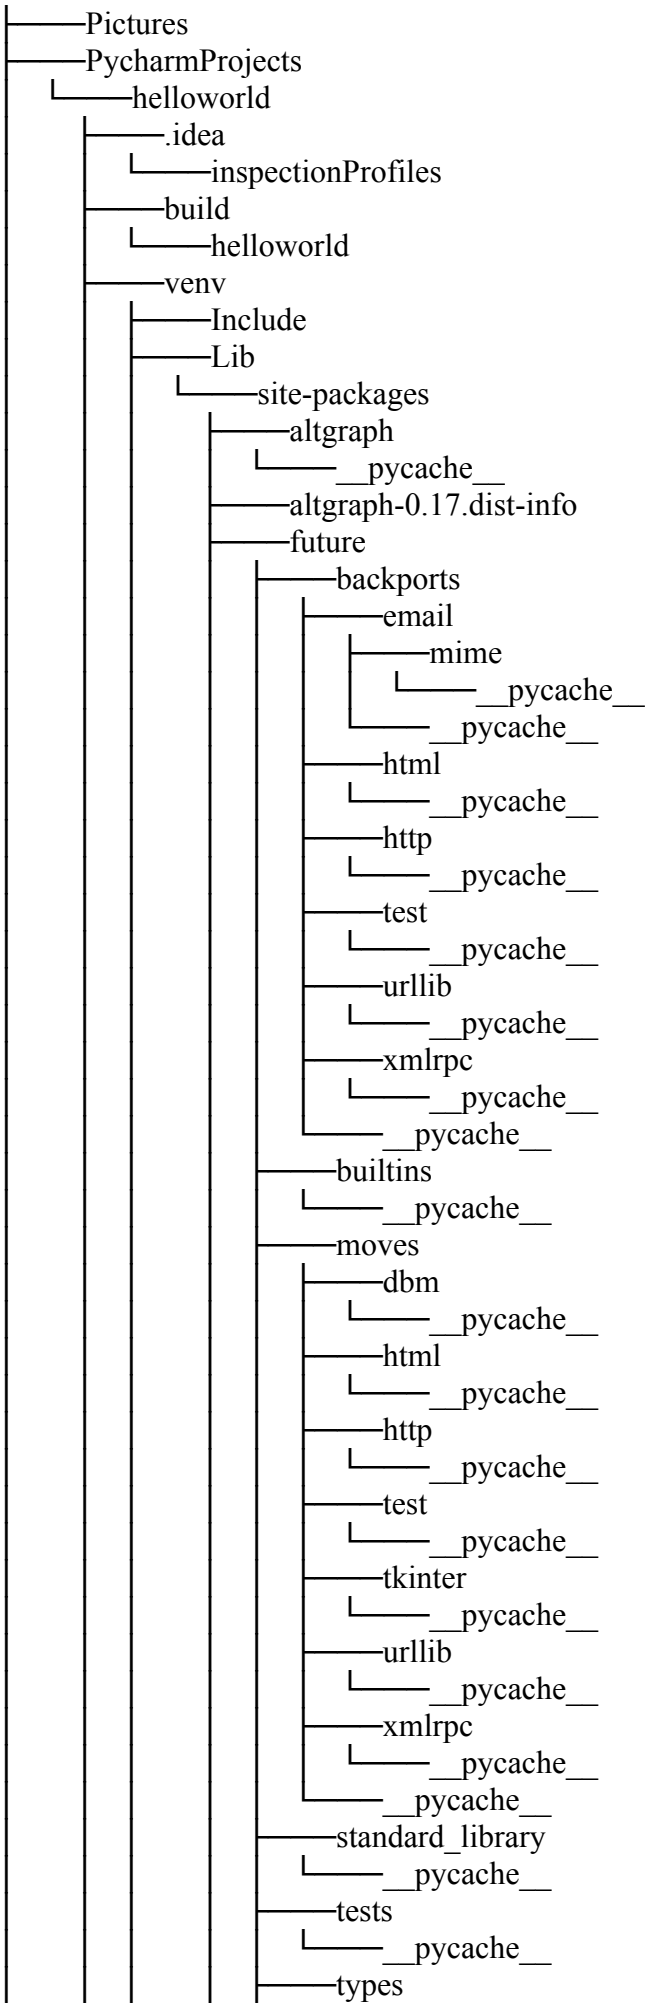 Pictures
PycharmProjects
helloworld
.idea
inspectionProfiles
build
helloworld
venv
Include
Lib
site-packages
altgraph
__pycache__
altgraph-0.17.dist-info
future
backports
email
mime
__pycache__
__pycache__
html
__pycache__
http
__pycache__
test
__pycache__
urllib
__pycache__
xmlrpc
__pycache__
__pycache__
builtins
__pycache__
moves
dbm
__pycache__
html
__pycache__
http
__pycache__
test
__pycache__
tkinter
__pycache__
urllib
__pycache__
xmlrpc
__pycache__
__pycache__
standard_library
__pycache__
tests
__pycache__
types